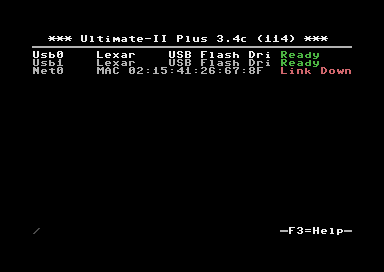 *** Ultimate-II Plus 3.4c (114) ***
Usb0 Lexar USB Flash Dri Ready
Usb1 Lexar USB Flash Dri Ready
Net0 MAC 02:15:41:26:67:8F Link Down
/ —F3=Help—